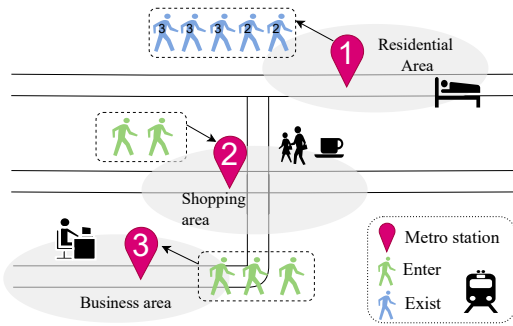 3 3 3 2 2
1
Residential
Area
2
Shopping
area
3
Business area
Metro station
Enter
Exist